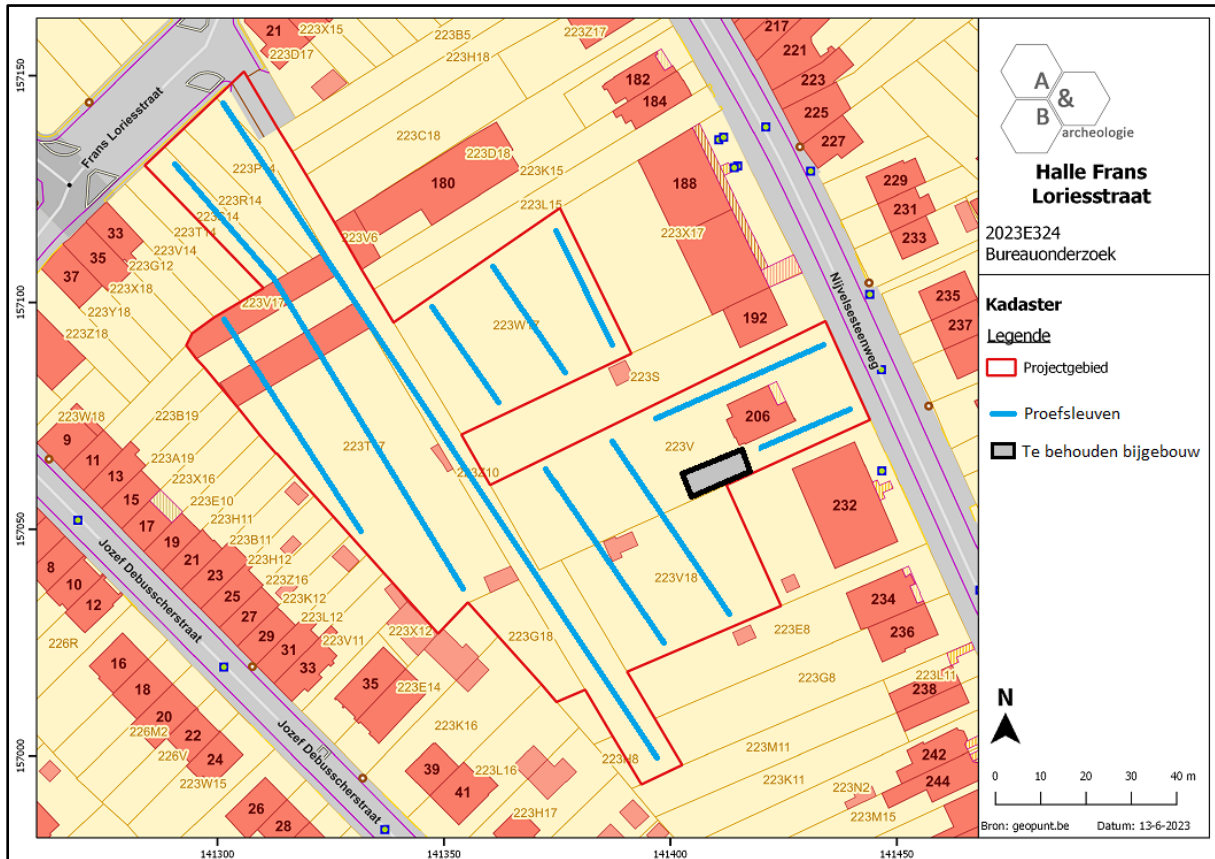 157150
157100
157050
157000
141300
141350
141400
141450
Frans Loriesstraat
Nijvelsesteenweg
Jozef Debusscherstraat
Jozef Debusscherstraat
21
223X15
223D17
223B5
223H18
223Z17
217
221
223
225
227
182
184
223C18
223D18
180
223K15
223L15
188
223X17
192
229
231
233
235
237
223P14
223R14
223T14
223V14
223G12
223X18
223Y18
223Z18
33
35
37
223V6
223V17
223W17
223S
206
223V
232
223Z10
223V18
223E8
234
236
223G8
223L11
238
242
244
223M11
223K11
223N2
223M15
223H8
223G18
223X12
223W18
223B19
223A19
223X16
223E10
223H11
223B11
223H12
223Z16
223K12
223L12
223V11
9
11
13
15
17
19
21
23
25
27
29
31
33
35
223E14
223K16
39
41
223L16
223H17
8
10
12
226R
16
18
20
22
24
226M2
226V
223W15
26
28
A
&
B
archeologie
Halle Frans
Loriesstraat
2023E324
Bureauonderzoek
Kadaster
Legende
Projectgebied
Proefsleuven
Te behouden bijgebouw
N
0 10 20 30 40 m
Bron: geopunt.be Datum: 13-6-2023